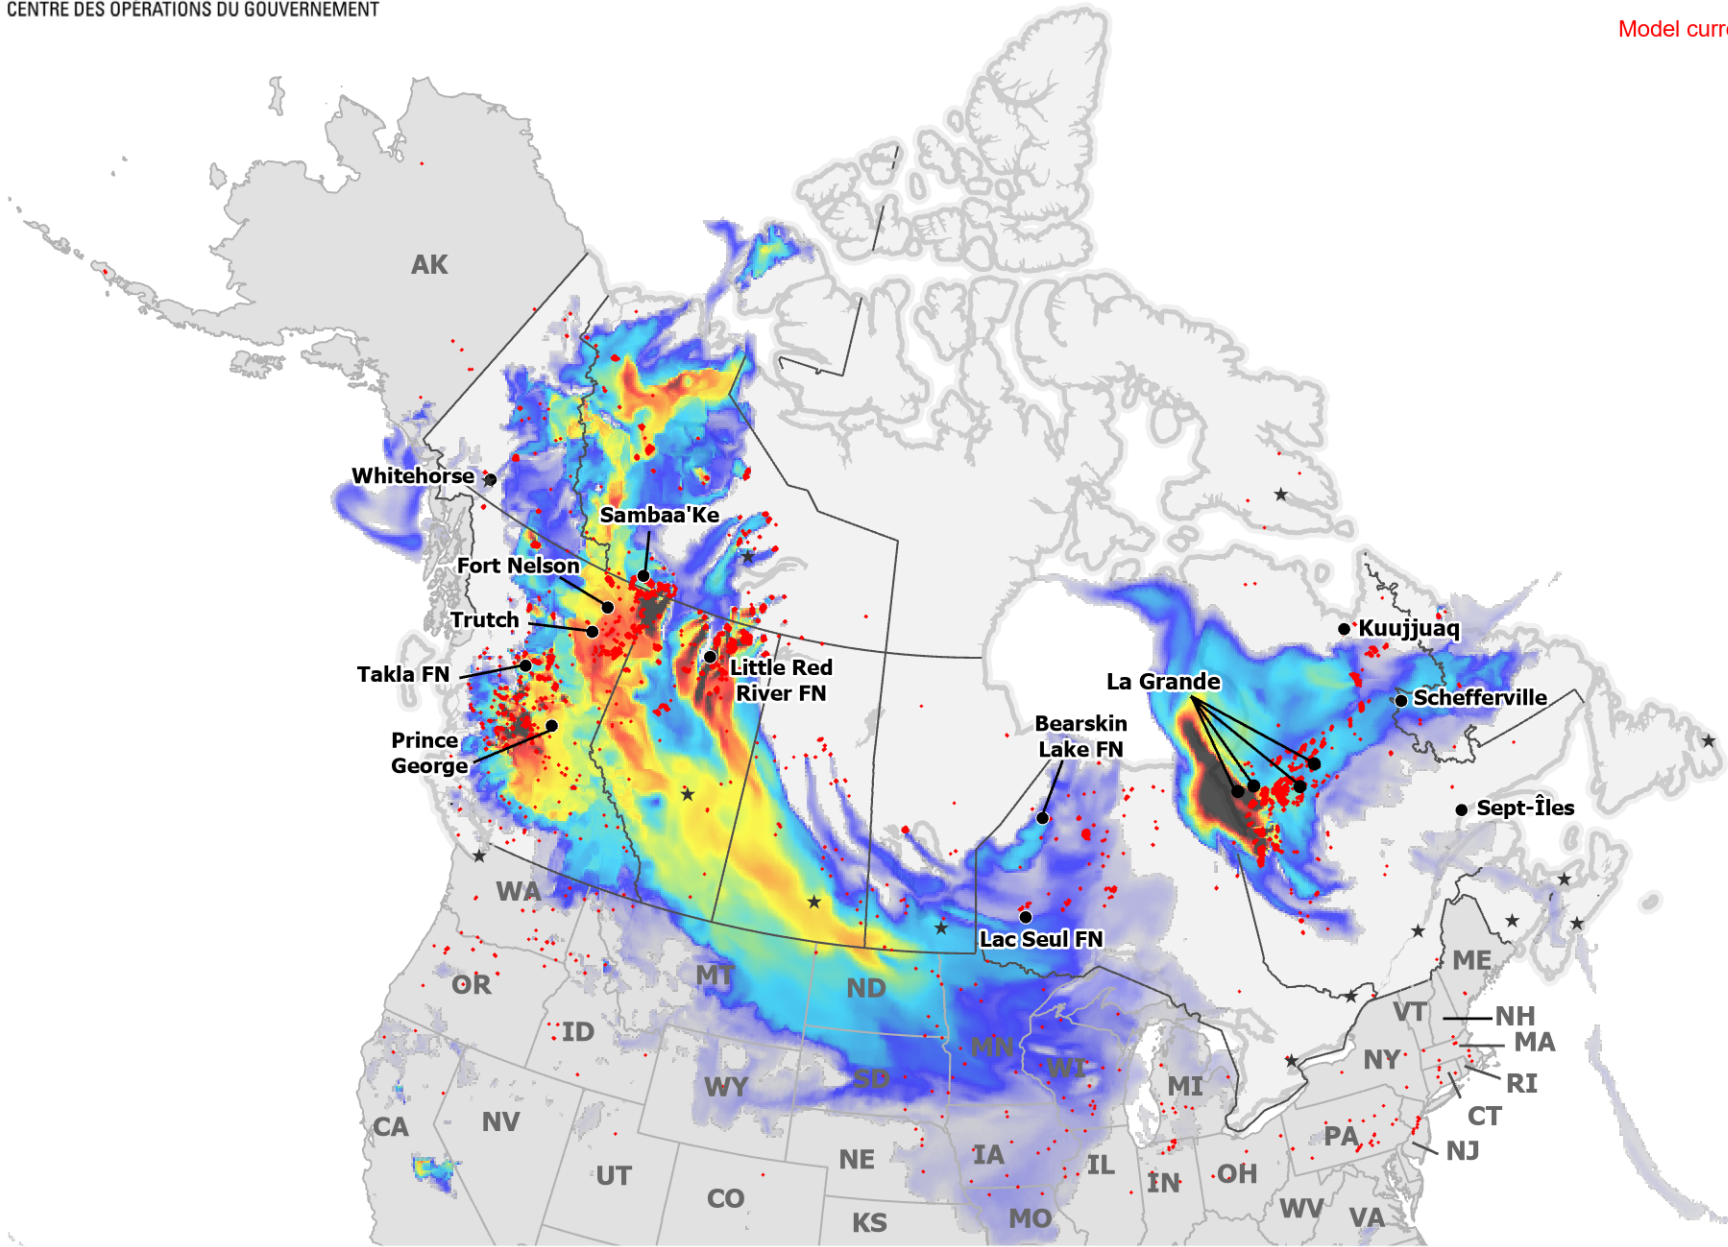 CENTRE DES OPÉRATIONS DU GOUVERNEMENT
Model curre
AK
Whitehorse
Sambaa'Ke
Fort Nelson
Trutch
Takla FN
Little Red
River FN
Prince
George
Kuujjuaq
La Grande
Schefferville
Bearskin
Lake FN
Sept-Îles
Lac Seul FN
WA
MT
ND
OR
ID
MN
WI
SD
WY
MI
ME
VT
NH
MA
NY
RI
CT
CA
NV
NE
IA
IL
PA
NJ
UT
CO
IN
OH
KS
MO
WV
VA